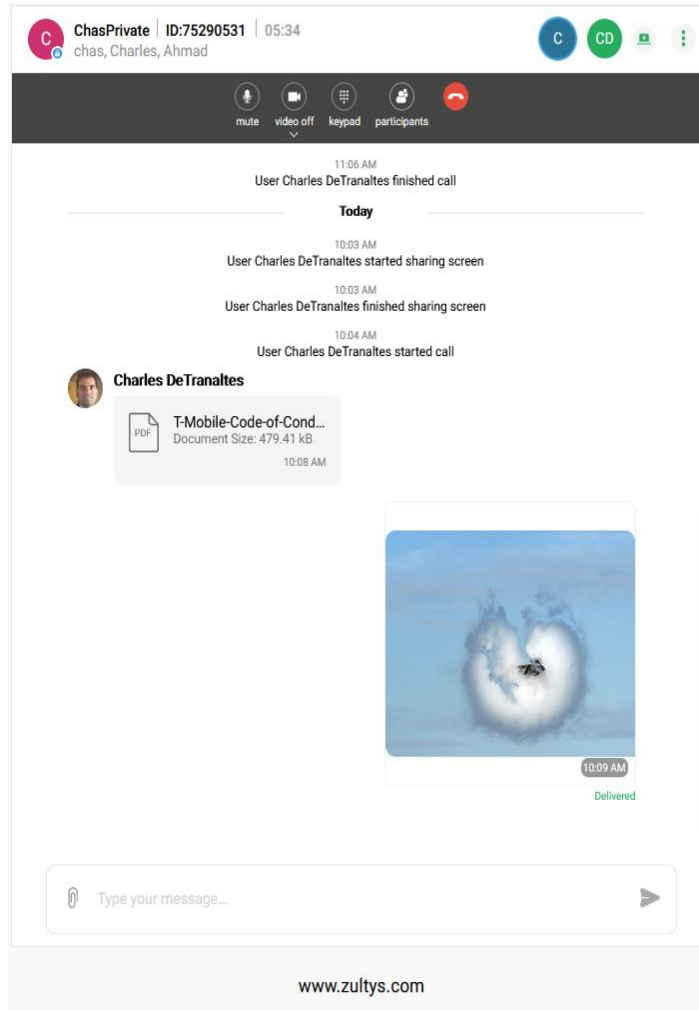 C ChasPrivate ID:75290531 05:34 C CD
chas, Charles, Ahmad
mute video off keypad participants
11:06 AM
User Charles DeTranaltes finished call
Today
10:03 AM
User Charles DeTranaltes started sharing screen
10:03 AM
User Charles DeTranaltes finished sharing screen
10:04 AM
User Charles DeTranaltes started call
Charles DeTranaltes
PDF T-Mobile-Code-of-Cond...
Document Size: 479.41 kB
10:08 AM
10:09 AM
Delivered
Type your message...
www.zultys.com